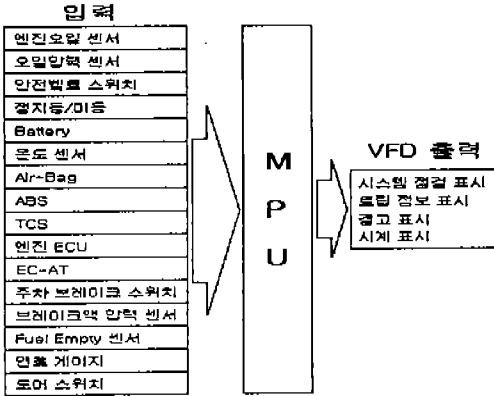 입력
엔진오일 센서
오일압력 센서
안전벨트 스위치
정지등/미등
Battery
온도 센서
Air-Bag
ABS
TCS
엔진 ECU
EC-AT
주차 브레이크 스위치
브레이크액 압력 센서
Fuel Empty 센서
연료 게이지
도어 스위치
M
P
U
VFD 출력
시스템 점검 표시
트립 정보 표시
경고 표시
시계 표시